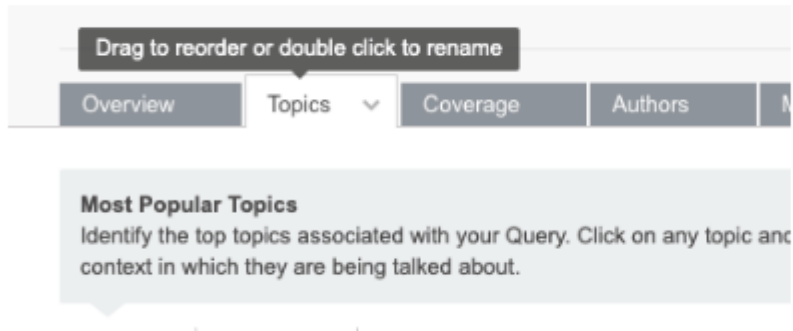 Drag to reorder or double click to rename
Overview Topics Coverage Authors
Most Popular Topics
Identify the top topics associated with your Query. Click on any topic and
context in which they are being talked about.